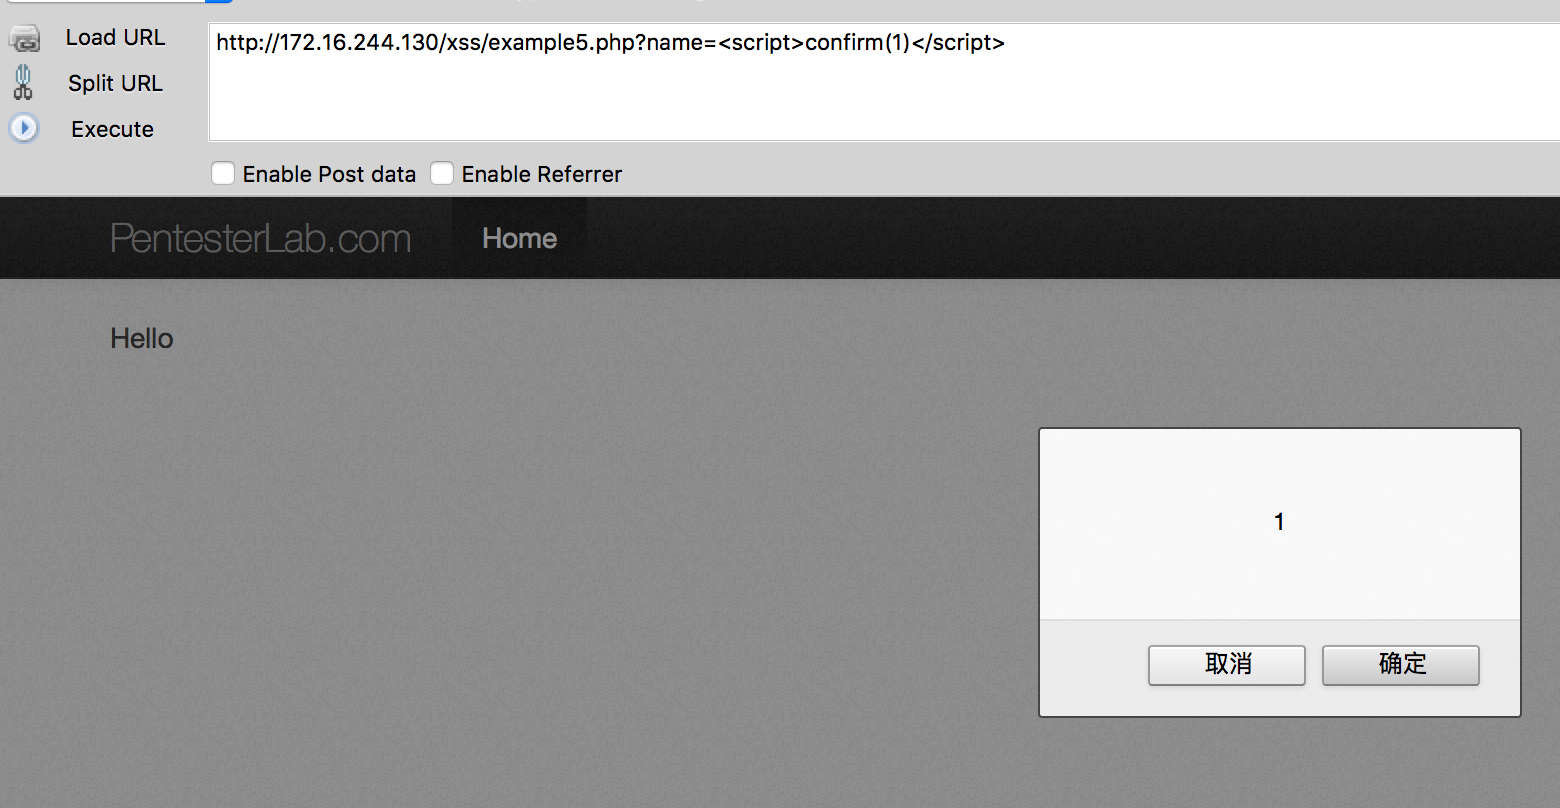 Load URL
http://172.16.244.130/xss/example5.php?name=<script>confirm(1)</script>
Split URL
Execute
Enable Post data Enable Referrer
PentesterLab.com Home
Hello
1
取消 确定